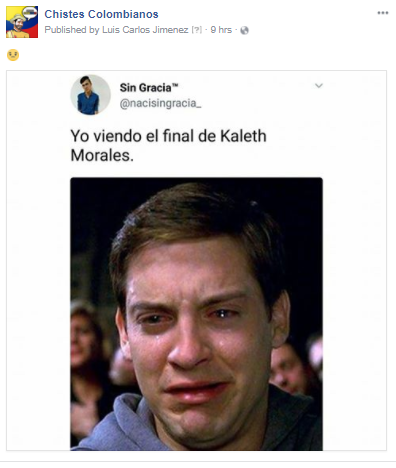 Chistes Colombianos
Published by Luis Carlos Jimenez [?] · 9 hrs ·
Sin Gracia™
@nacisingracia_
Yo viendo el final de Kaleth
Morales.